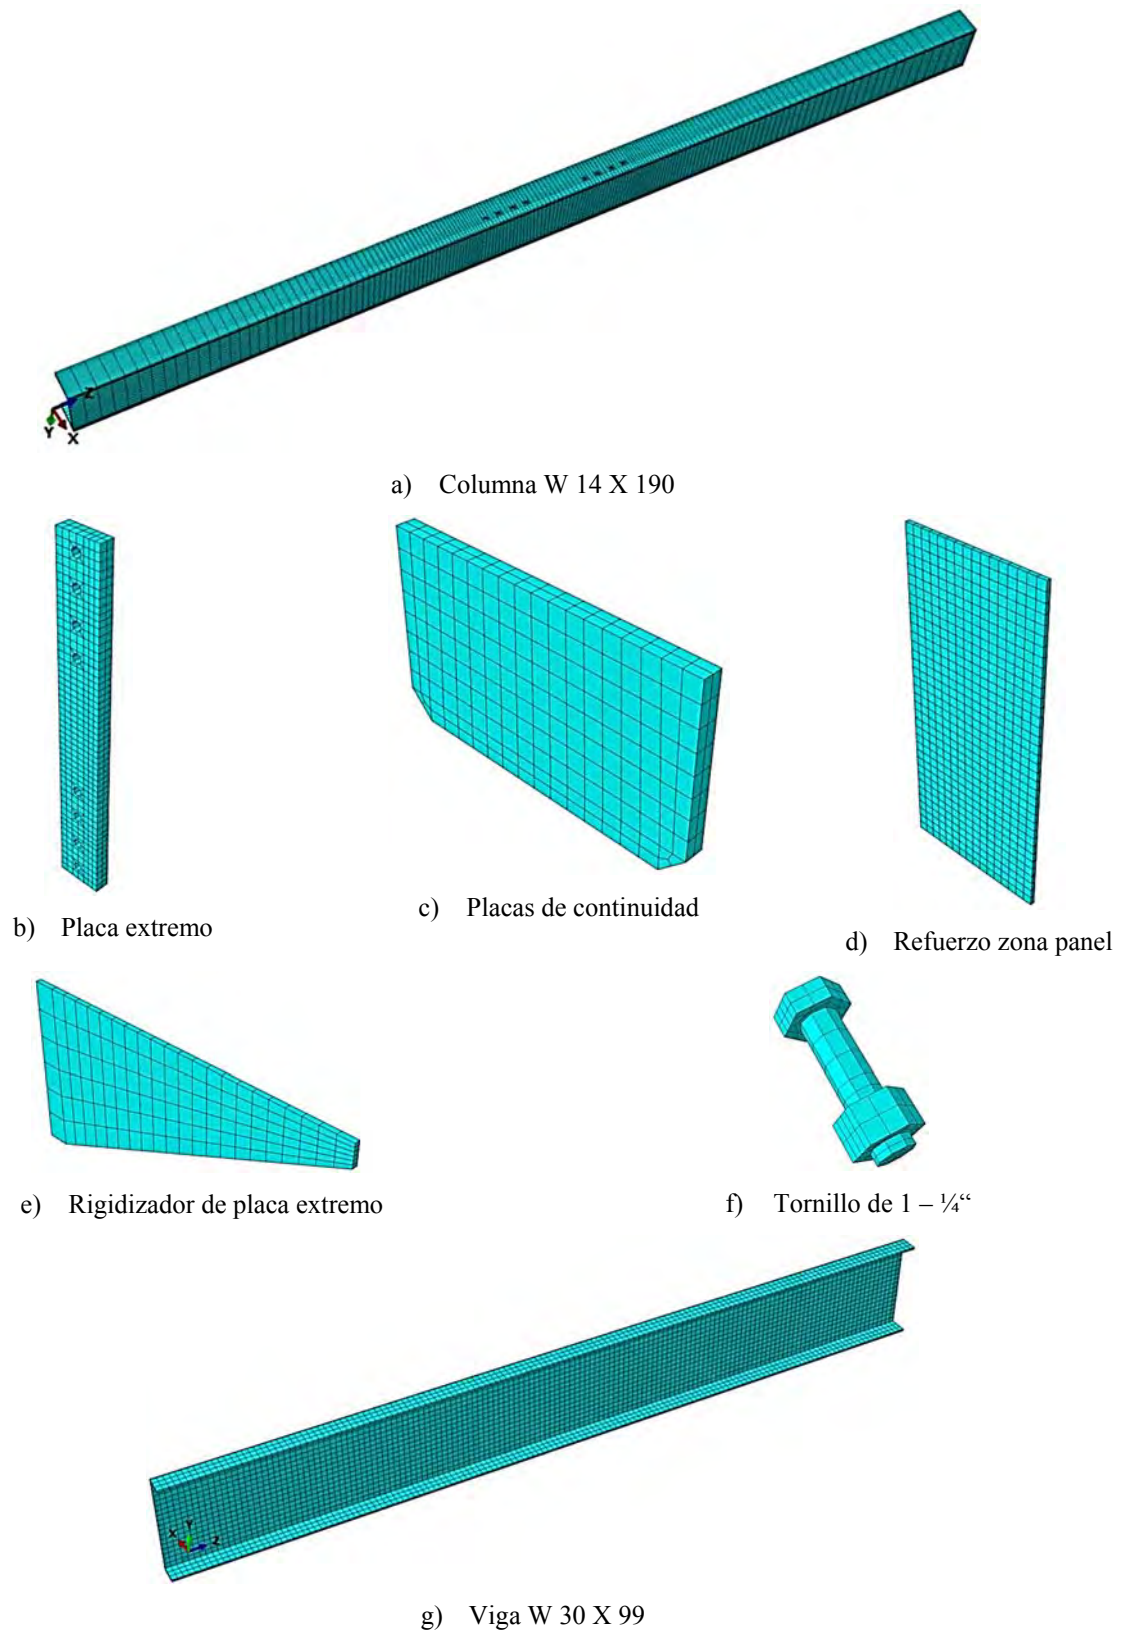 Z
Y
X
a) Columna W 14 X 190
b) Placa extremo
c) Placas de continuidad
d) Refuerzo zona panel
e) Rigidizador de placa extremo
f) Tornillo de 1 – ¼“
Y
X
Z
g) Viga W 30 X 99